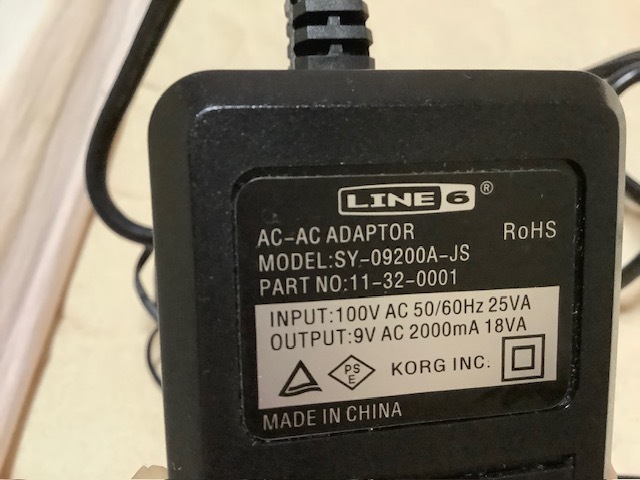 LINE 6 ®
AC-AC ADAPTOR RoHS
MODEL:SY-09200A-JS
PART NO:11-32-0001
INPUT:100V AC 50/60Hz 25VA
OUTPUT:9V AC 2000mA 18VA
PS
E
KORG INC.
MADE IN CHINA